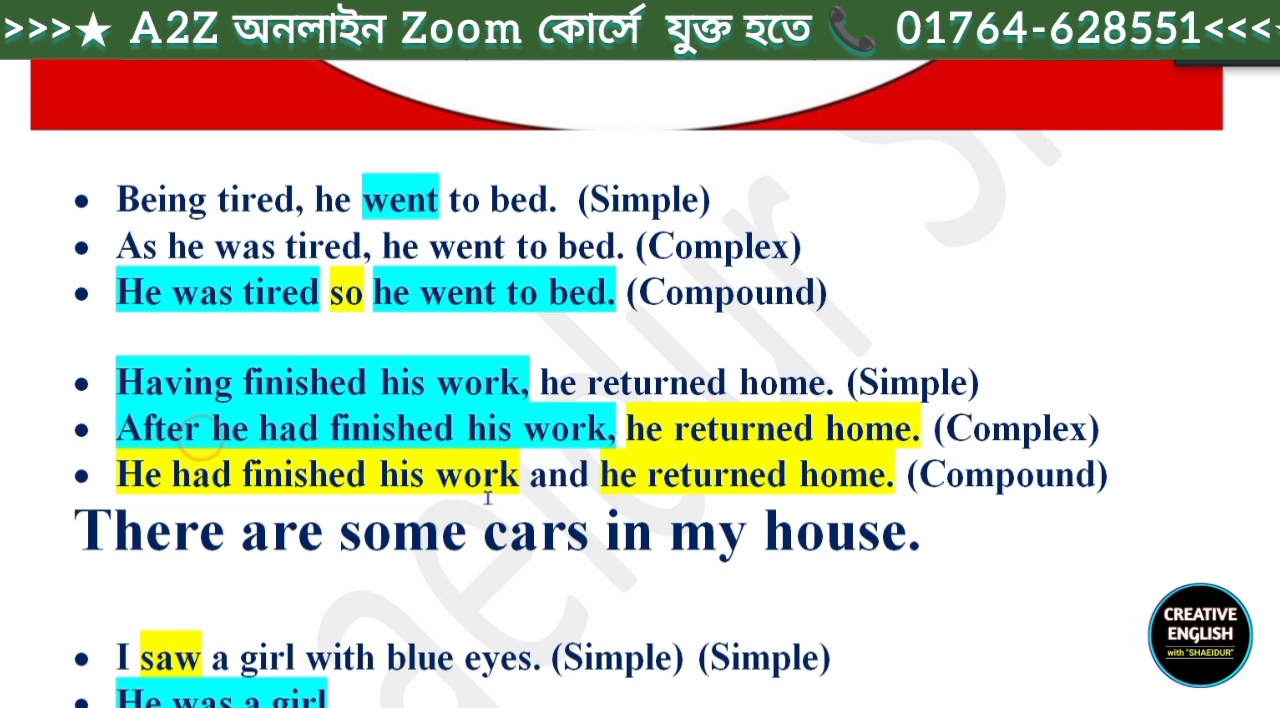 >>>★ A2Z অনলাইন Zoom কোর্সে যুক্ত হতে 📞 01764-628551<<<
• Being tired, he went to bed. (Simple)
• As he was tired, he went to bed. (Complex)
• He was tired so he went to bed. (Compound)
• Having finished his work, he returned home. (Simple)
• After he had finished his work, he returned home. (Complex)
• He had finished his work and he returned home. (Compound)
There are some cars in my house.
• I saw a girl with blue eyes. (Simple) (Simple)
• He was a girl
CREATIVE
ENGLISH
with "SHAEIDUR"